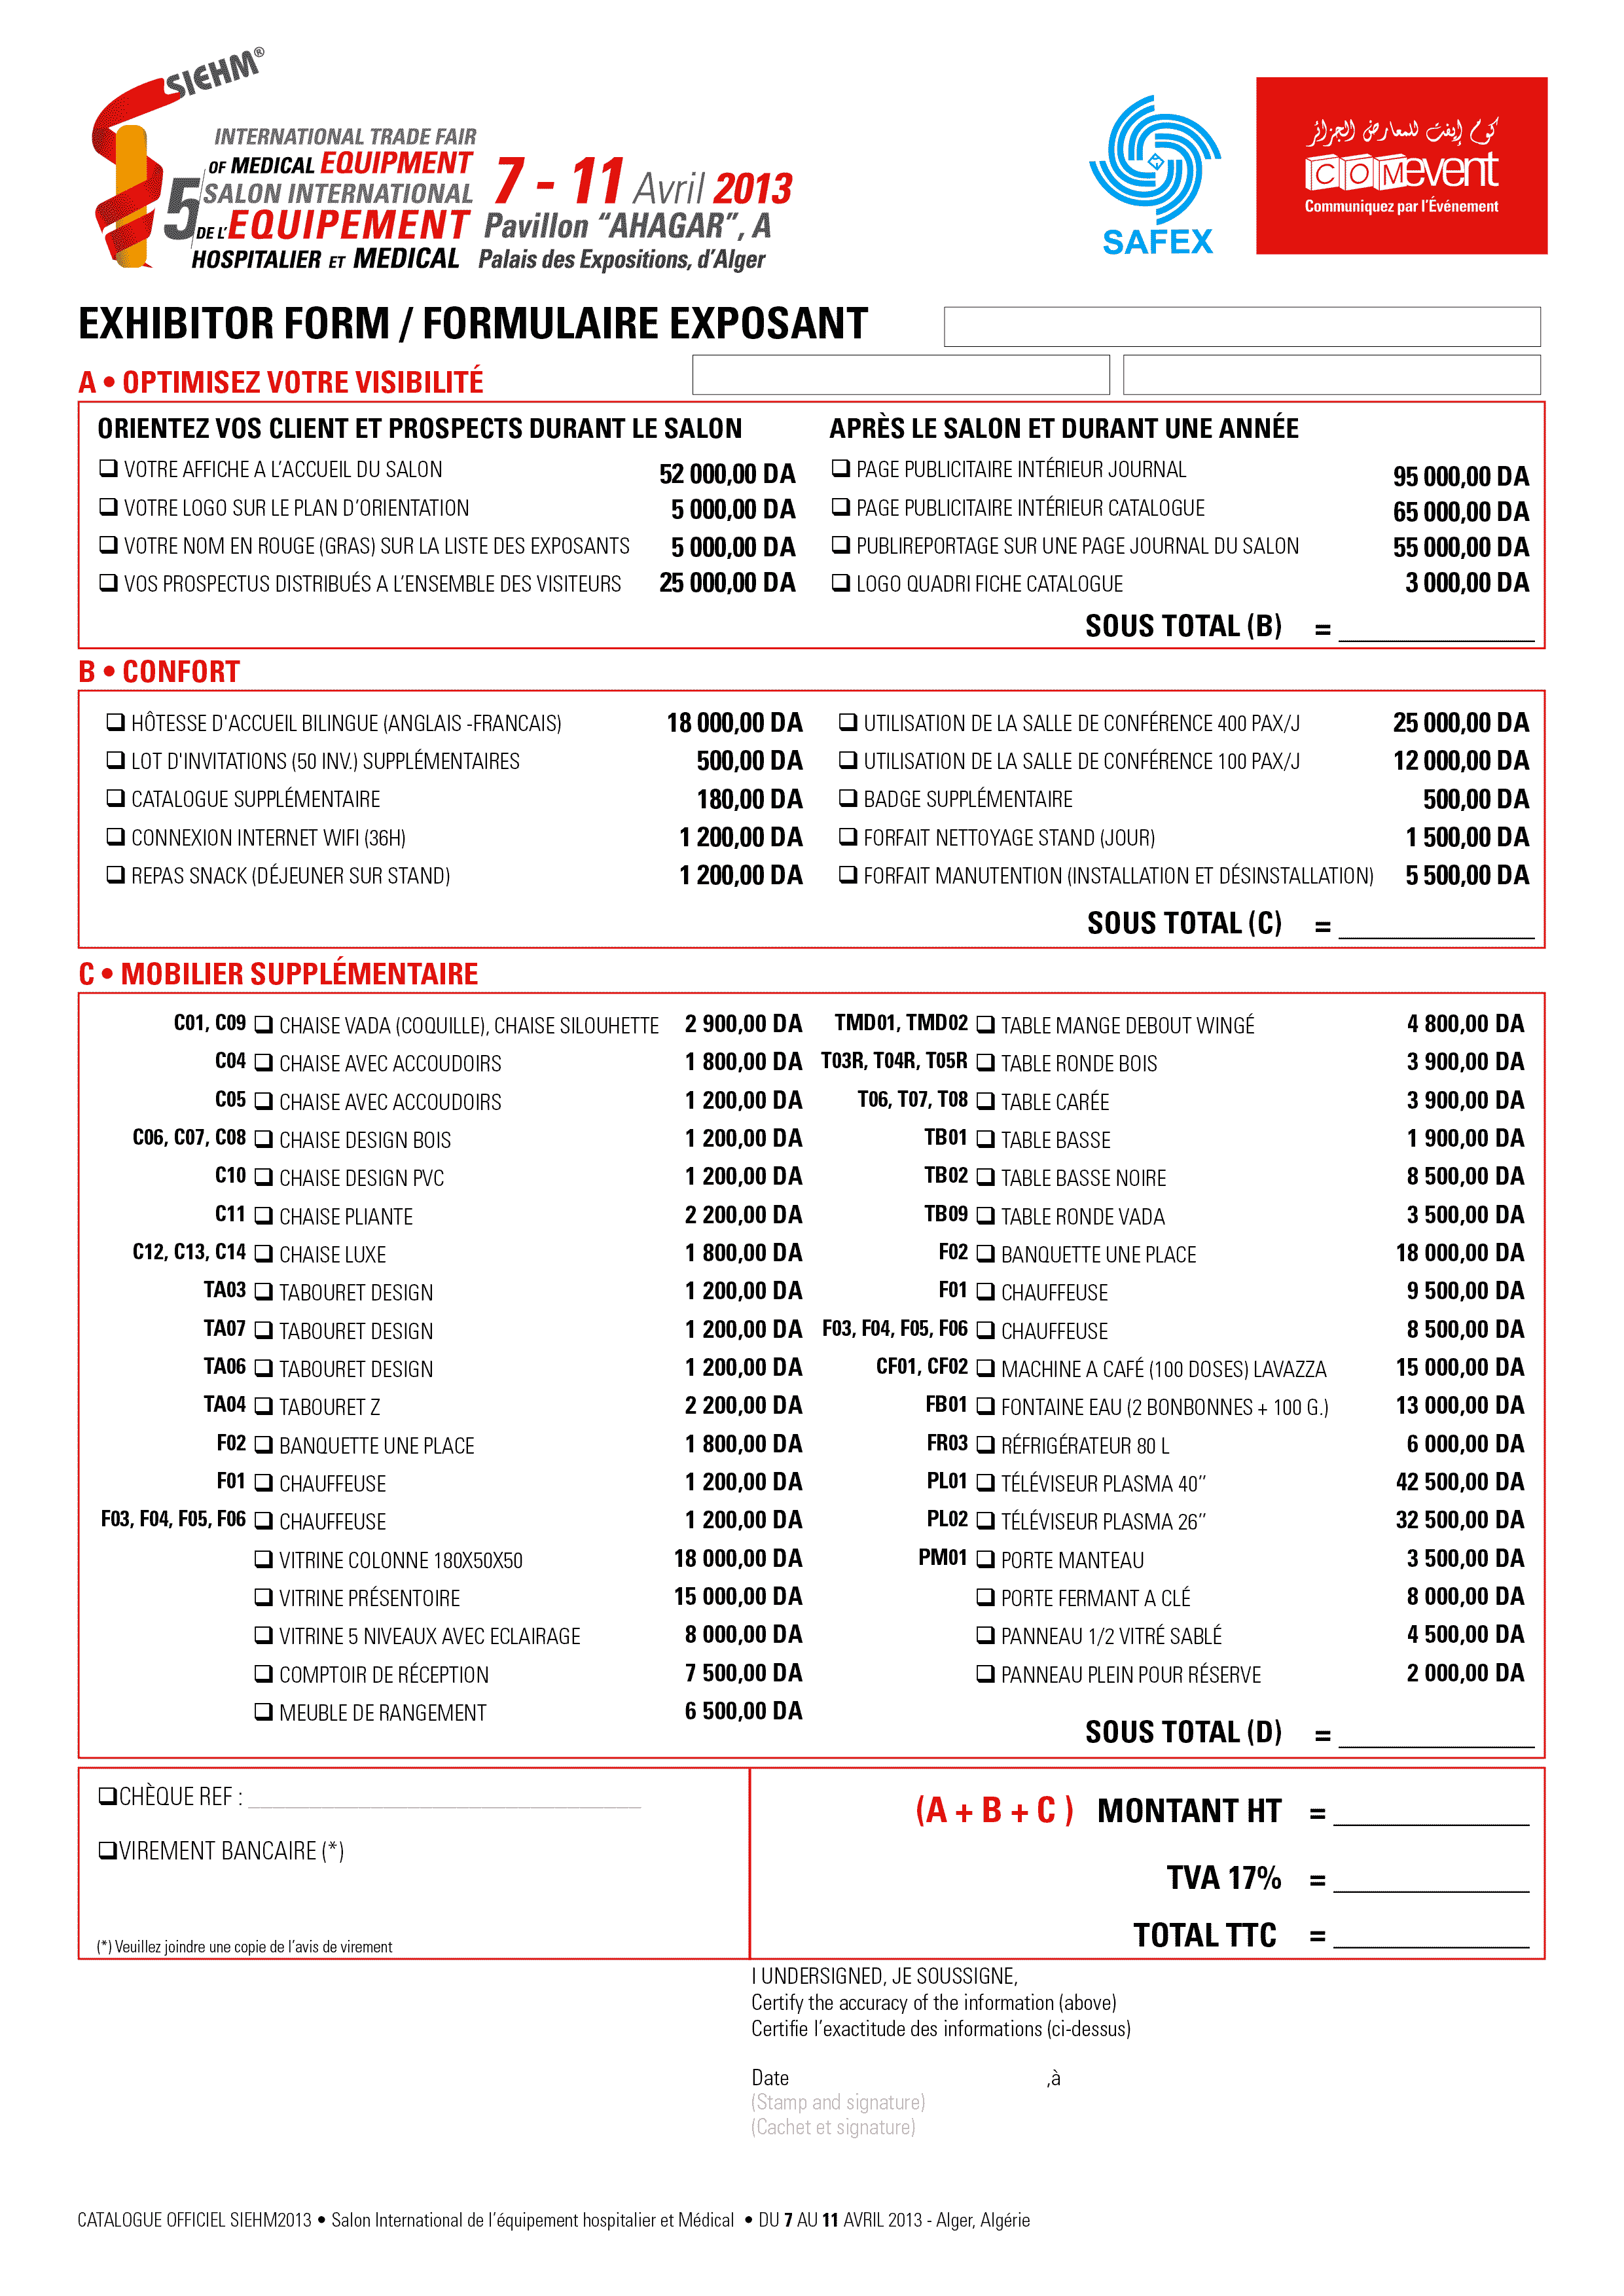 SIEHM®
INTERNATIONAL TRADE FAIR
OF MEDICAL EQUIPMENT
5 SALON INTERNATIONAL
DE L’EQUIPEMENT
HOSPITALIER ET MEDICAL
7 - 11 Avril 2013
Pavillon “AHAGAR”, A
Palais des Expositions, d’Alger
SAFEX
كوم إيفنت للمعارض الجزائر
COMevent
Communiquez par l’Événement
EXHIBITOR FORM / FORMULAIRE EXPOSANT
A • OPTIMISEZ VOTRE VISIBILITÉ
ORIENTEZ VOS CLIENT ET PROSPECTS DURANT LE SALON
❑ VOTRE AFFICHE A L’ACCUEIL DU SALON 52 000,00 DA
❑ VOTRE LOGO SUR LE PLAN D’ORIENTATION 5 000,00 DA
❑ VOTRE NOM EN ROUGE (GRAS) SUR LA LISTE DES EXPOSANTS 5 000,00 DA
❑ VOS PROSPECTUS DISTRIBUÉS A L’ENSEMBLE DES VISITEURS 25 000,00 DA
APRÈS LE SALON ET DURANT UNE ANNÉE
❑ PAGE PUBLICITAIRE INTÉRIEUR JOURNAL 95 000,00 DA
❑ PAGE PUBLICITAIRE INTÉRIEUR CATALOGUE 65 000,00 DA
❑ PUBLIREPORTAGE SUR UNE PAGE JOURNAL DU SALON 55 000,00 DA
❑ LOGO QUADRI FICHE CATALOGUE 3 000,00 DA
SOUS TOTAL (B) =
B • CONFORT
❑ HÔTESSE D'ACCUEIL BILINGUE (ANGLAIS -FRANCAIS) 18 000,00 DA
❑ LOT D'INVITATIONS (50 INV.) SUPPLÉMENTAIRES 500,00 DA
❑ CATALOGUE SUPPLÉMENTAIRE 180,00 DA
❑ CONNEXION INTERNET WIFI (36H) 1 200,00 DA
❑ REPAS SNACK (DÉJEUNER SUR STAND) 1 200,00 DA
❑ UTILISATION DE LA SALLE DE CONFÉRENCE 400 PAX/J 25 000,00 DA
❑ UTILISATION DE LA SALLE DE CONFÉRENCE 100 PAX/J 12 000,00 DA
❑ BADGE SUPPLÉMENTAIRE 500,00 DA
❑ FORFAIT NETTOYAGE STAND (JOUR) 1 500,00 DA
❑ FORFAIT MANUTENTION (INSTALLATION ET DÉSINSTALLATION) 5 500,00 DA
SOUS TOTAL (C) =
C • MOBILIER SUPPLÉMENTAIRE
C01, C09 ❑ CHAISE VADA (COQUILLE), CHAISE SILOUHETTE 2 900,00 DA
C04 ❑ CHAISE AVEC ACCOUDOIRS 1 800,00 DA
C05 ❑ CHAISE AVEC ACCOUDOIRS 1 200,00 DA
C06, C07, C08 ❑ CHAISE DESIGN BOIS 1 200,00 DA
C10 ❑ CHAISE DESIGN PVC 1 200,00 DA
C11 ❑ CHAISE PLIANTE 2 200,00 DA
C12, C13, C14 ❑ CHAISE LUXE 1 800,00 DA
TA03 ❑ TABOURET DESIGN 1 200,00 DA
TA07 ❑ TABOURET DESIGN 1 200,00 DA
TA06 ❑ TABOURET DESIGN 1 200,00 DA
TA04 ❑ TABOURET Z 2 200,00 DA
F02 ❑ BANQUETTE UNE PLACE 1 800,00 DA
F01 ❑ CHAUFFEUSE 1 200,00 DA
F03, F04, F05, F06 ❑ CHAUFFEUSE 1 200,00 DA
❑ VITRINE COLONNE 180X50X50 18 000,00 DA
❑ VITRINE PRÉSENTOIRE 15 000,00 DA
❑ VITRINE 5 NIVEAUX AVEC ECLAIRAGE 8 000,00 DA
❑ COMPTOIR DE RÉCEPTION 7 500,00 DA
❑ MEUBLE DE RANGEMENT 6 500,00 DA
TMD01, TMD02 ❑ TABLE MANGE DEBOUT WINGÉ 4 800,00 DA
T03R, T04R, T05R ❑ TABLE RONDE BOIS 3 900,00 DA
T06, T07, T08 ❑ TABLE CARÉE 3 900,00 DA
TB01 ❑ TABLE BASSE 1 900,00 DA
TB02 ❑ TABLE BASSE NOIRE 8 500,00 DA
TB09 ❑ TABLE RONDE VADA 3 500,00 DA
F02 ❑ BANQUETTE UNE PLACE 18 000,00 DA
F01 ❑ CHAUFFEUSE 9 500,00 DA
F03, F04, F05, F06 ❑ CHAUFFEUSE 8 500,00 DA
CF01, CF02 ❑ MACHINE A CAFÉ (100 DOSES) LAVAZZA 15 000,00 DA
FB01 ❑ FONTAINE EAU (2 BONBONNES + 100 G.) 13 000,00 DA
FR03 ❑ RÉFRIGÉRATEUR 80 L 6 000,00 DA
PL01 ❑ TÉLÉVISEUR PLASMA 40’’ 42 500,00 DA
PL02 ❑ TÉLÉVISEUR PLASMA 26’’ 32 500,00 DA
PM01 ❑ PORTE MANTEAU 3 500,00 DA
❑ PORTE FERMANT A CLÉ 8 000,00 DA
❑ PANNEAU 1/2 VITRÉ SABLÉ 4 500,00 DA
❑ PANNEAU PLEIN POUR RÉSERVE 2 000,00 DA
SOUS TOTAL (D) =
❑CHÈQUE REF :
❑VIREMENT BANCAIRE (*)
(*) Veuillez joindre une copie de l’avis de virement
(A + B + C ) MONTANT HT =
TVA 17% =
TOTAL TTC =
I UNDERSIGNED, JE SOUSSIGNE,
Certify the accuracy of the information (above)
Certifie l’exactitude des informations (ci-dessus)
Date ,à
(Stamp and signature)
(Cachet et signature)
CATALOGUE OFFICIEL SIEHM2013 • Salon International de l’équipement hospitalier et Médical • DU 7 AU 11 AVRIL 2013 - Alger, Algérie